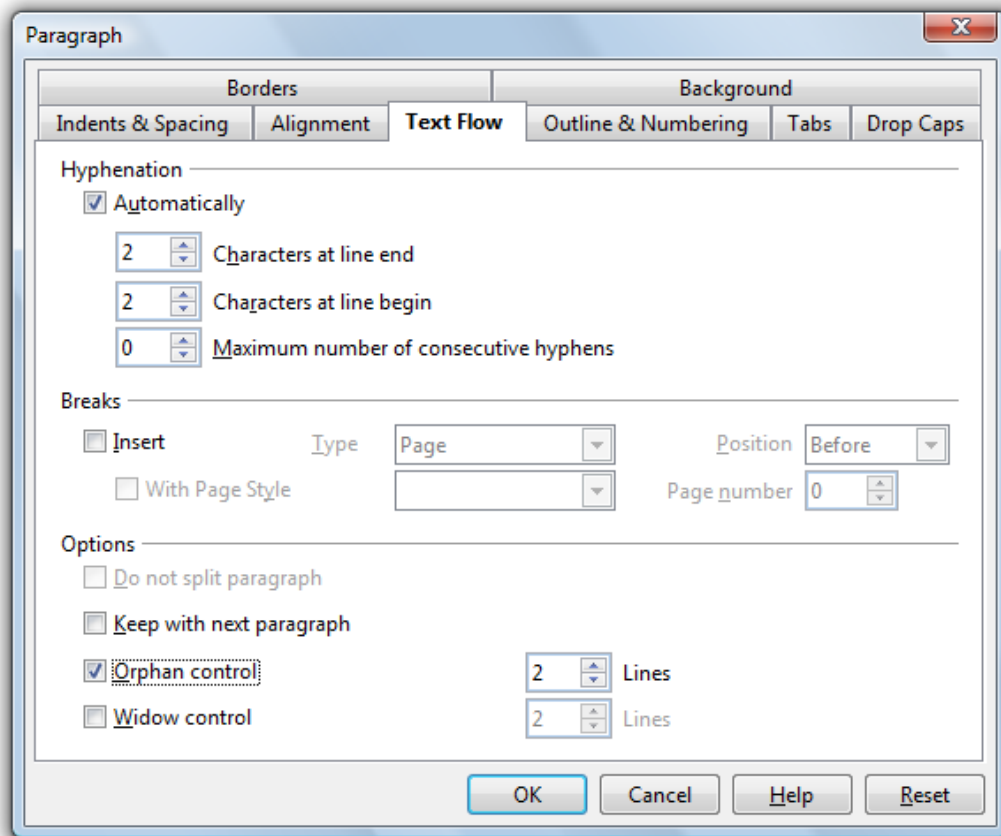 Paragraph
Borders Background
Indents & Spacing Alignment Text Flow Outline & Numbering Tabs Drop Caps
Hyphenation
Automatically
2 Characters at line end
2 Characters at line begin
0 Maximum number of consecutive hyphens
Breaks
Insert Type Page Position Before
With Page Style Page number 0
Options
Do not split paragraph
Keep with next paragraph
Orphan control 2 Lines
Widow control 2 Lines
OK Cancel Help Reset